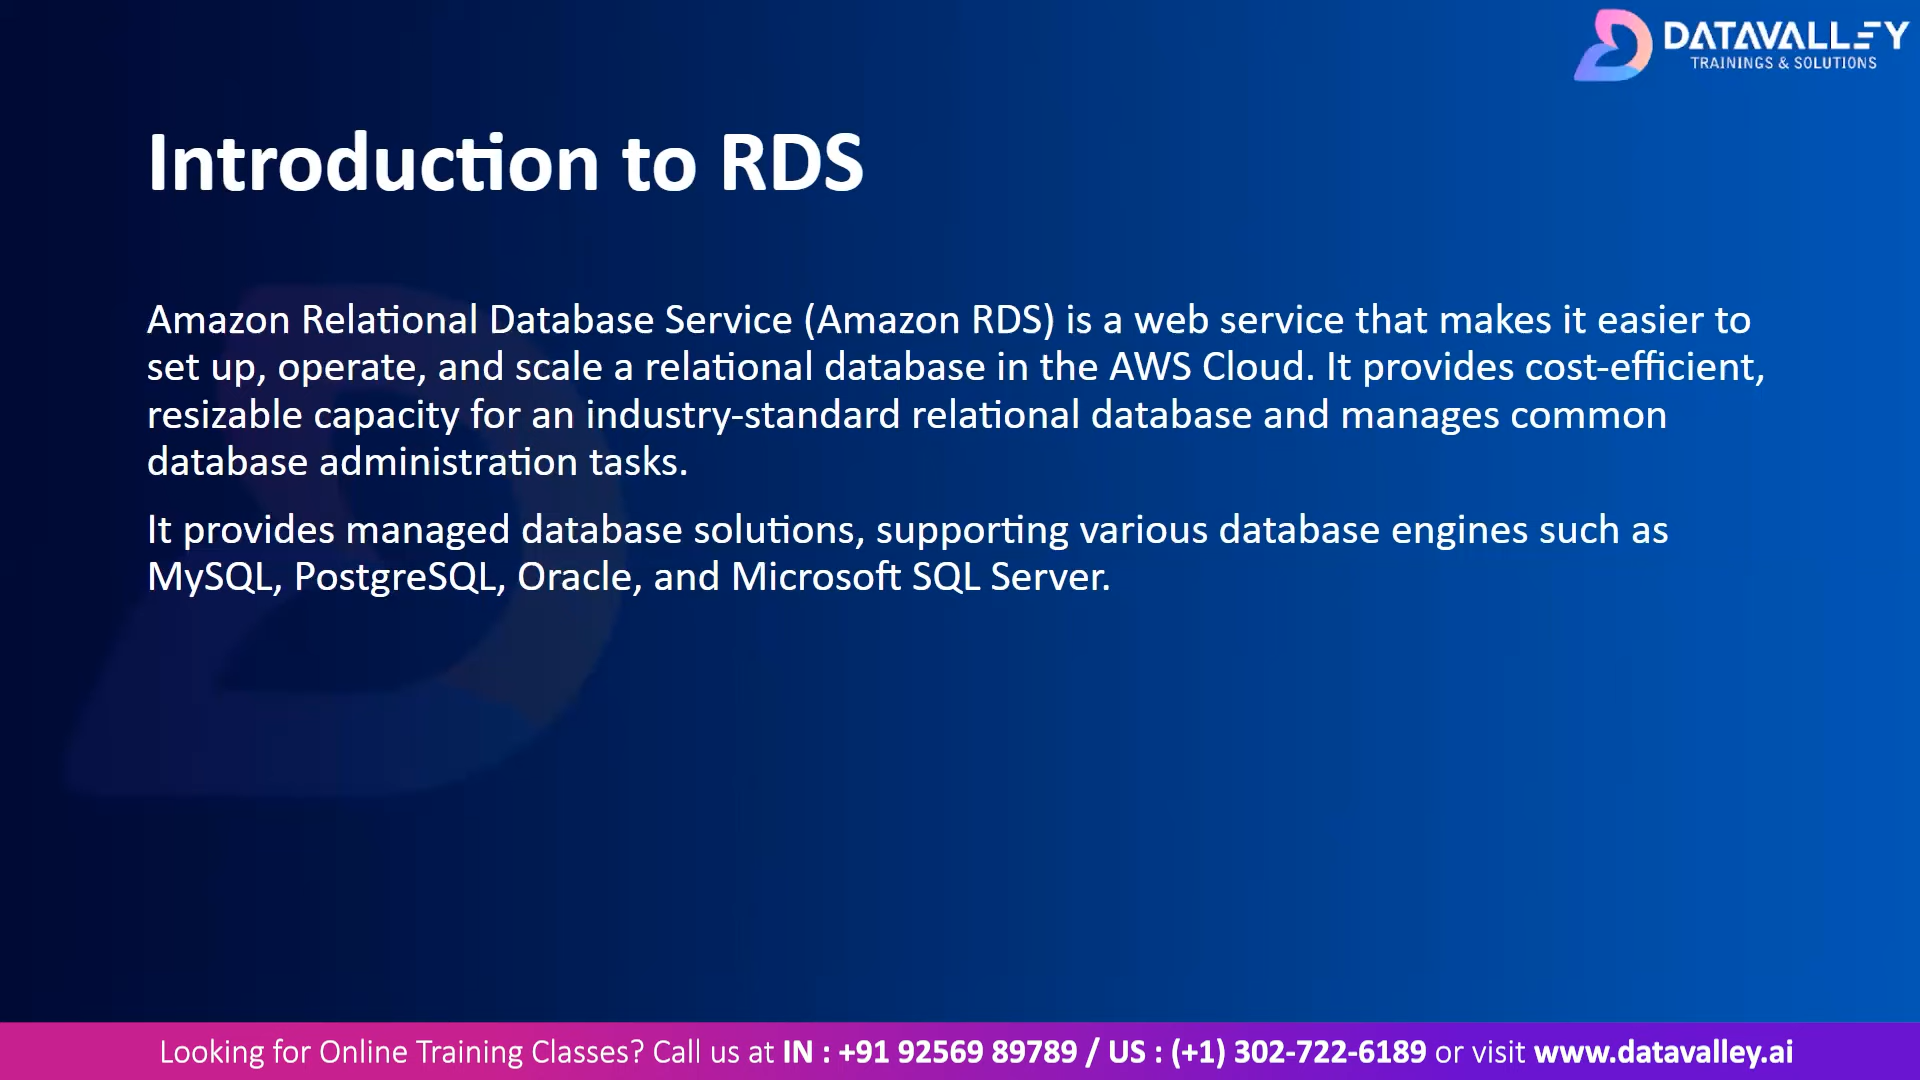 DATAVALLEY
TRAININGS & SOLUTIONS
Introduction to RDS
Amazon Relational Database Service (Amazon RDS) is a web service that makes it easier to
set up, operate, and scale a relational database in the AWS Cloud. It provides cost-efficient,
resizable capacity for an industry-standard relational database and manages common
database administration tasks.
It provides managed database solutions, supporting various database engines such as
MySQL, PostgreSQL, Oracle, and Microsoft SQL Server.
Looking for Online Training Classes? Call us at IN : +91 92569 89789 / US : (+1) 302-722-6189 or visit www.datavalley.ai